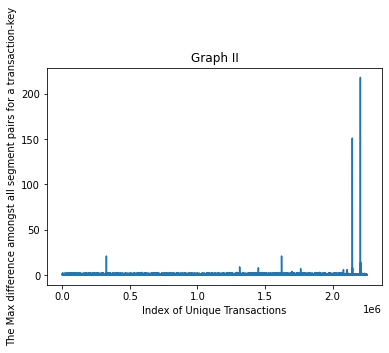 Graph II
The Max difference amongst all segment pairs for a transaction-key
200
150
100
50
0
0.0 0.5 1.0 1.5 2.0
1e6
Index of Unique Transactions